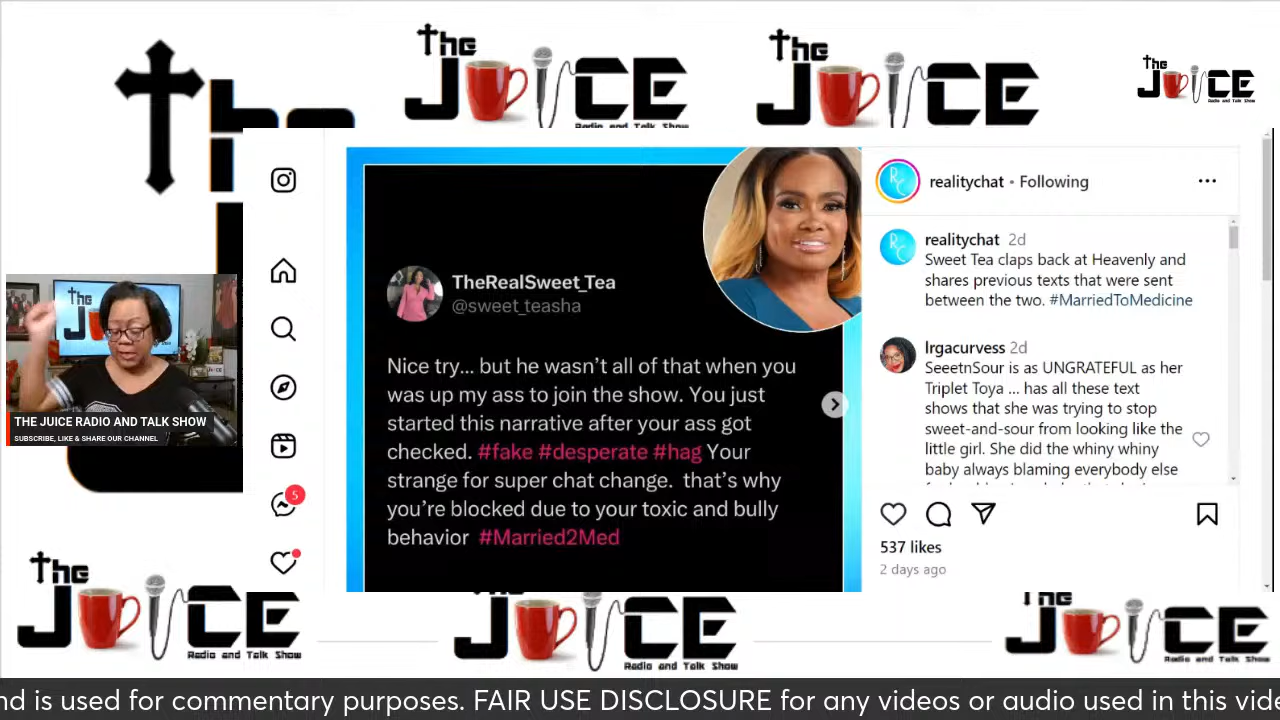 The
JUICE
The
JUICE
The
JUICE
Radio and Talk Show
The
RC
realitychat • Following
RC
realitychat 2d
Sweet Tea claps back at Heavenly and
shares previous texts that were sent
between the two. #MarriedToMedicine
TheRealSweet_Tea
@sweet_teasha
Nice try... but he wasn't all of that when you
was up my ass to join the show. You just
started this narrative after your ass got
checked. #fake #desperate #hag Your
strange for super chat change. that's why
you're blocked due to your toxic and bully
behavior #Married2Med
lrgacurvess 2d
SeeetnSour is as UNGRATEFUL as her
Triplet Toya ... has all these text
shows that she was trying to stop
sweet-and-sour from looking like the
little girl. She did the whiny whiny
baby always blaming everybody else
THE JUICE RADIO AND TALK SHOW
SUBSCRIBE, LIKE & SHARE OUR CHANNEL
5
537 likes
2 days ago
The
JUICE
Radio and Talk Show
JUICE
Radio and Talk Show
The
JUICE
Radio and Talk Show
nd is used for commentary purposes. FAIR USE DISCLOSURE for any videos or audio used in this vide